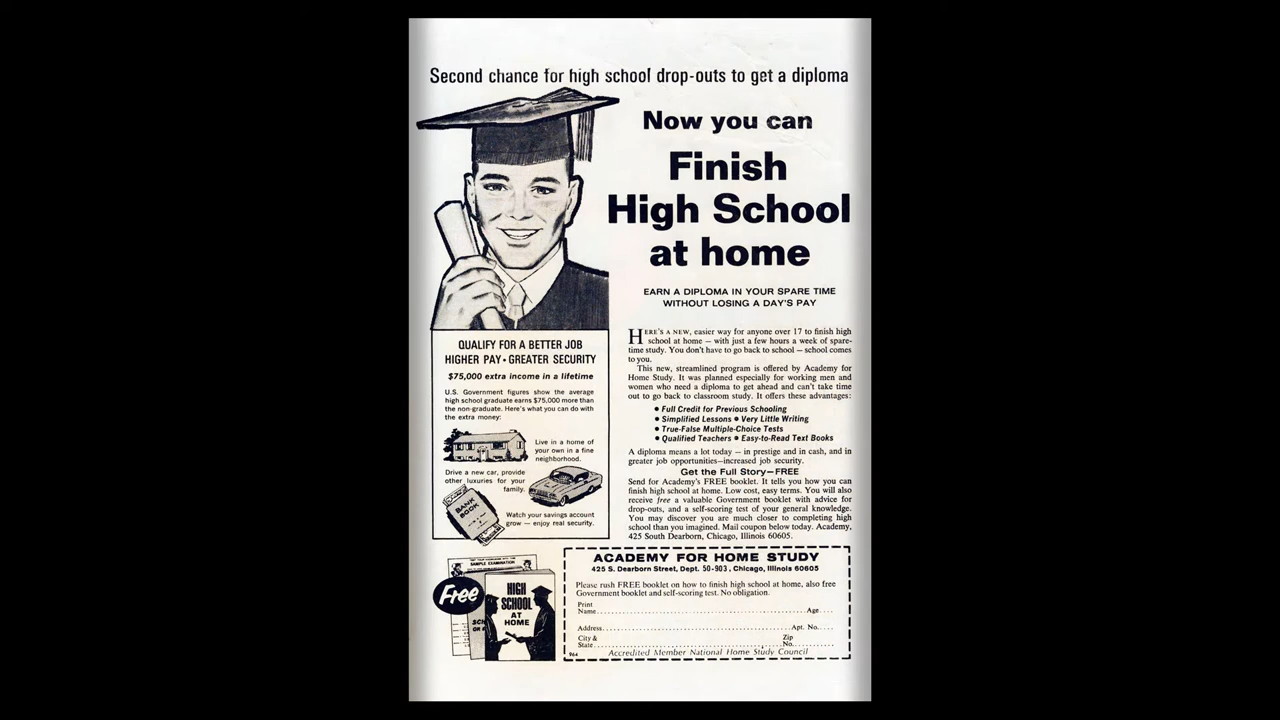 Second chance for high school drop-outs to get a diploma
Now you can
Finish
High School
at home
EARN A DIPLOMA IN YOUR SPARE TIME
WITHOUT LOSING A DAY'S PAY
QUALIFY FOR A BETTER JOB
HIGHER PAY • GREATER SECURITY
$75,000 extra income in a lifetime
U.S. Government figures show the average
high school graduate earns $75,000 more than
the non-graduate. Here's what you can do with
the extra money:
Live in a home of
your own in a fine
neighborhood.
Drive a new car, provide
other luxuries for your
family.
BANK
BOOK
Watch your savings account
grow — enjoy real security.
HERE'S A NEW, easier way for anyone over 17 to finish high
school at home — with just a few hours a week of spare-
time study. You don't have to go back to school — school comes
to you.
This new, streamlined program is offered by Academy for
Home Study. It was planned especially for working men and
women who need a diploma to get ahead and can't take time
out to go back to classroom study. It offers these advantages:
• Full Credit for Previous Schooling
• Simplified Lessons • Very Little Writing
• True-False Multiple-Choice Tests
• Qualified Teachers • Easy-to-Read Text Books
A diploma means a lot today — in prestige and in cash, and in
greater job opportunities—increased job security.
Get the Full Story—FREE
Send for Academy's FREE booklet. It tells you how you can
finish high school at home. Low cost, easy terms. You will also
receive free a valuable Government booklet with advice for
drop-outs, and a self-scoring test of your general knowledge.
You may discover you are much closer to completing high
school than you imagined. Mail coupon below today. Academy,
425 South Dearborn, Chicago, Illinois 60605.
SAMPLE EXAMINATION
Free
HIGH
SCHOOL
AT
HOME
ACADEMY FOR HOME STUDY
425 S. Dearborn Street, Dept. 50-903, Chicago, Illinois 60605
Please rush FREE booklet on how to finish high school at home, also free
Government booklet and self-scoring test. No obligation.
Print
Name Age
Address Apt. No.
City & Zip
State No.
964 Accredited Member National Home Study Council